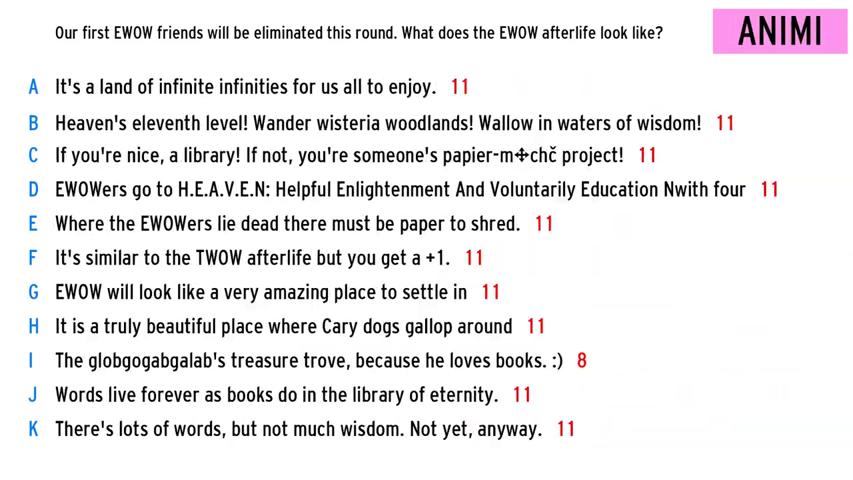 Our first EWOW friends will be eliminated this round. What does the EWOW afterlife look like?
ANIMI
A It's a land of infinite infinities for us all to enjoy. 11
B Heaven's eleventh level! Wander wisteria woodlands! Wallow in waters of wisdom! 11
C If you're nice, a library! If not, you're someone's papier-m✣chč project! 11
D EWOWers go to H.E.A.V.E.N: Helpful Enlightenment And Voluntarily Education Nwith four 11
E Where the EWOWers lie dead there must be paper to shred. 11
F It's similar to the TWOW afterlife but you get a +1. 11
G EWOW will look like a very amazing place to settle in 11
H It is a truly beautiful place where Cary dogs gallop around 11
I The globgogabgalab's treasure trove, because he loves books. :) 8
J Words live forever as books do in the library of eternity. 11
K There's lots of words, but not much wisdom. Not yet, anyway. 11